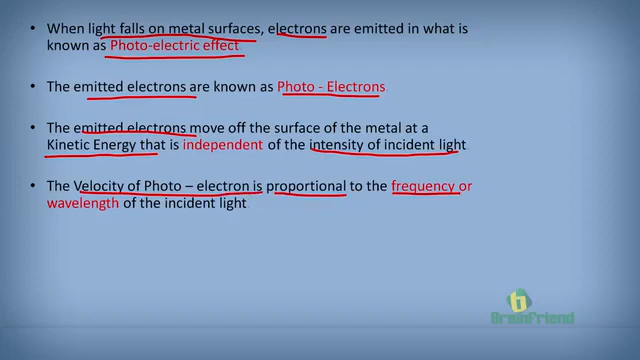 • When light falls on metal surfaces, electrons are emitted in what is
known as Photo-electric effect
• The emitted electrons are known as Photo - Electrons
• The emitted electrons move off the surface of the metal at a
Kinetic Energy that is independent of the intensity of incident light
• The Velocity of Photo – electron is proportional to the frequency or
wavelength of the incident light
BrainFriend